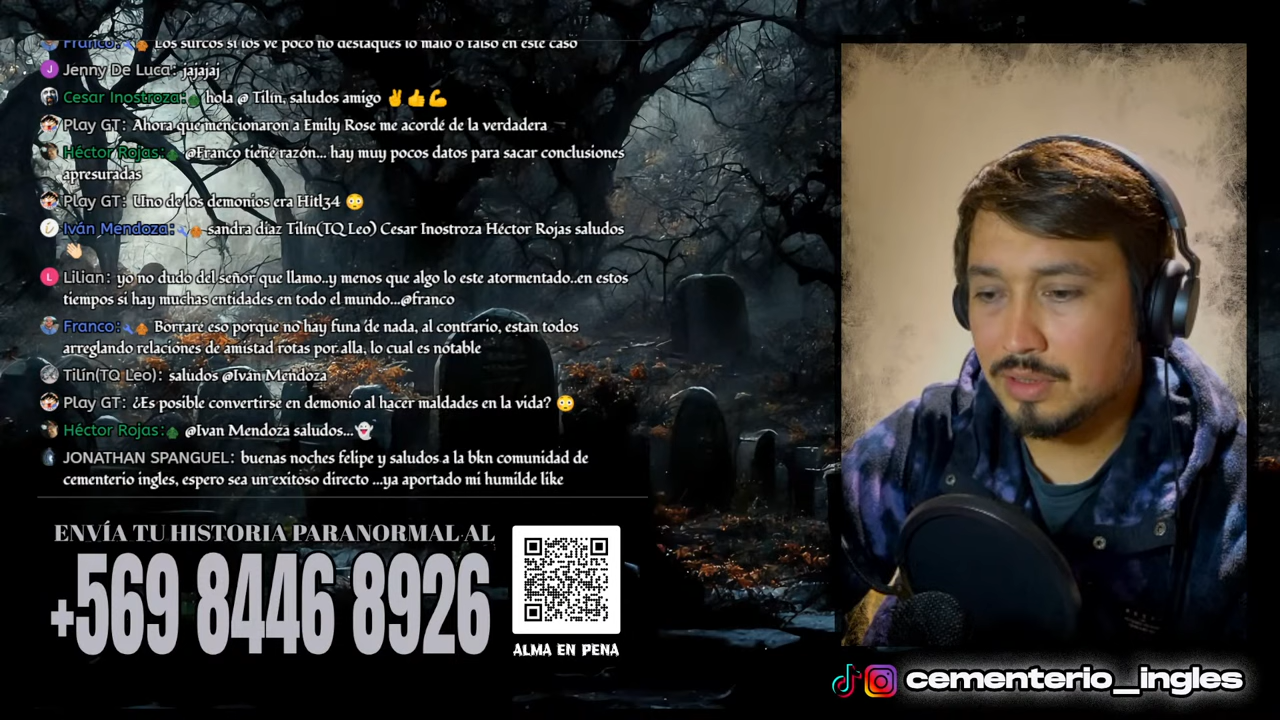 Franco: Los surcos si los ve poco no destaques lo malo o falso en este caso
Jenny De Luca: jajajaj
Cesar Inostroza: hola @ Tilín, saludos amigo ✌️👍💪
Play GT: Ahora que mencionaron a Emily Rose me acordé de la verdadera
Héctor Rojas: @Franco tiene razón... hay muy pocos datos para sacar conclusiones
apresuradas
Play GT: Uno de los demonios era Hitl34 😳
Iván Mendoza: sandra diaz Tilín(TQ Leo) Cesar Inostroza Héctor Rojas saludos
👋🏻
Lilian: yo no dudo del señor que llamo..y menos que algo lo este atormentado..en estos
tiempos si hay muchas entidades en todo el mundo...@franco
Franco: Borrare eso porque no hay funa de nada, al contrario, estan todos
arreglando relaciones de amistad rotas por alla, lo cual es notable
Tilín(TQ Leo): saludos @Iván Mendoza
Play GT: ¿Es posible convertirse en demonio al hacer maldades en la vida? 😳
Héctor Rojas: @Ivan Mendoza saludos...👻
JONATHAN SPANGUEL: buenas noches felipe y saludos a la bkn comunidad de
cementerio ingles, espero sea un exitoso directo ...ya aportado mi humilde like
ENVÍA TU HISTORIA PARANORMAL AL
+569 8446 8926
ALMA EN PENA
cementerio_ingles